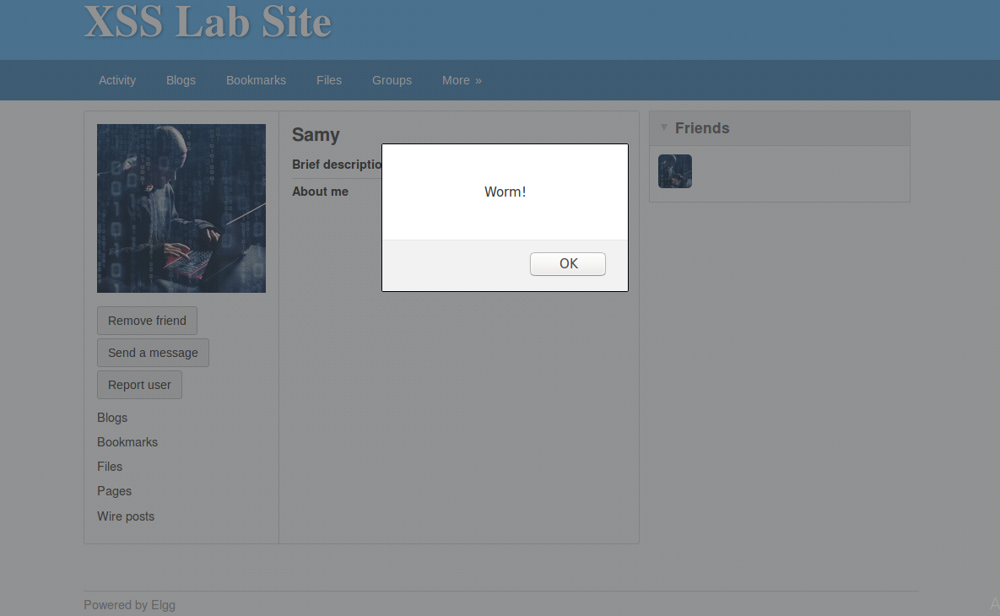 XSS Lab Site
Activity Blogs Bookmarks Files Groups More »
Samy
Brief descriptio
About me
Worm!
OK
Friends
Remove friend
Send a message
Report user
Blogs
Bookmarks
Files
Pages
Wire posts
Powered by Elgg